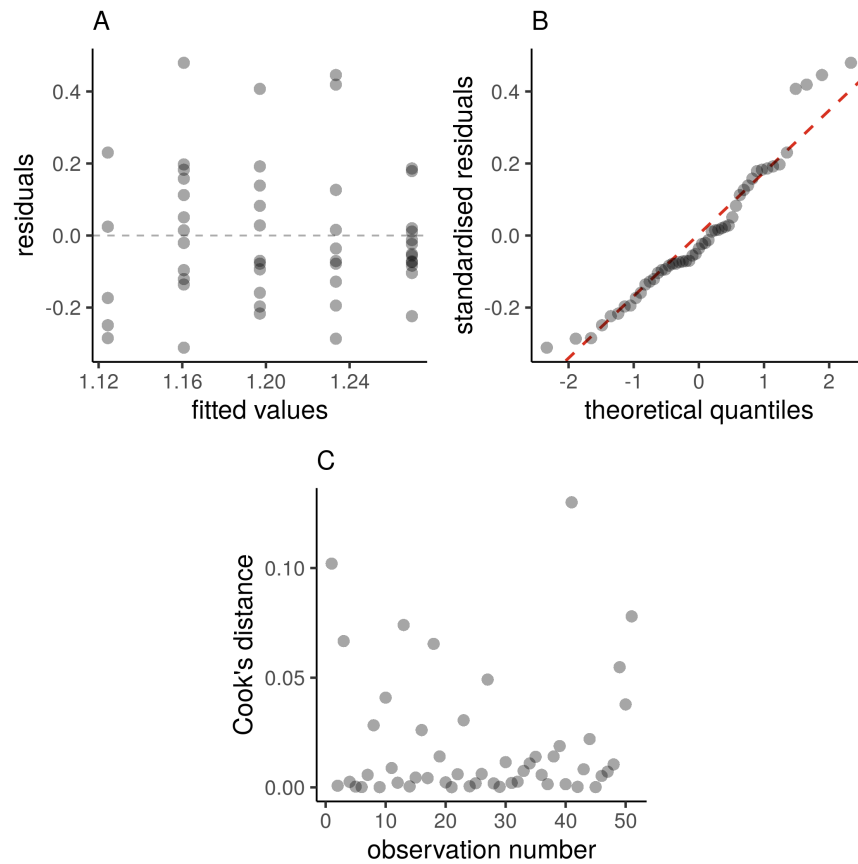 A
residuals
0.4
0.2
0.0
-0.2
1.12 1.16 1.20 1.24
fitted values
B
standardised residuals
0.4
0.2
0.0
-0.2
-2 -1 0 1 2
theoretical quantiles
C
Cook's distance
0.10
0.05
0.00
0 10 20 30 40 50
observation number